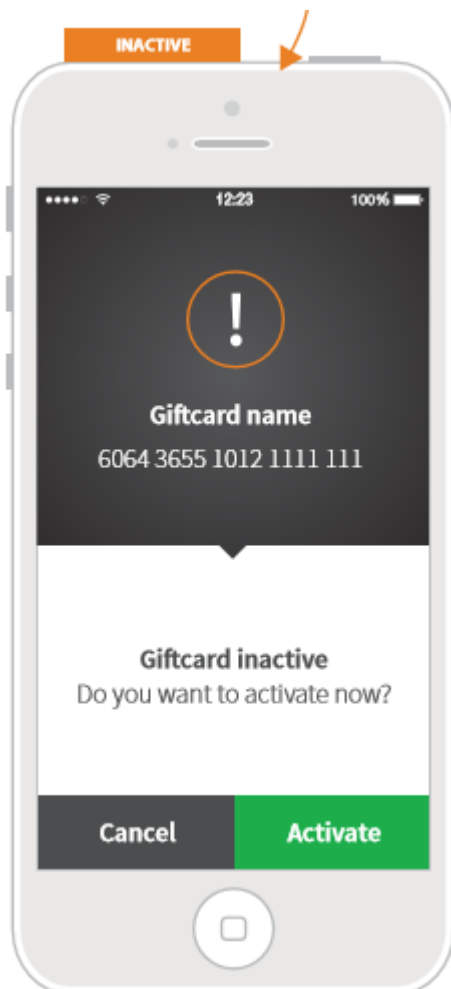 INACTIVE
12:23 100%
Giftcard name
6064 3655 1012 1111 111
Giftcard inactive
Do you want to activate now?
Cancel Activate